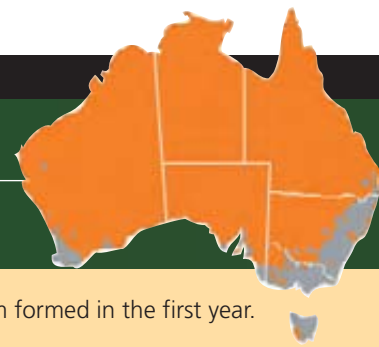 formed in the first year.